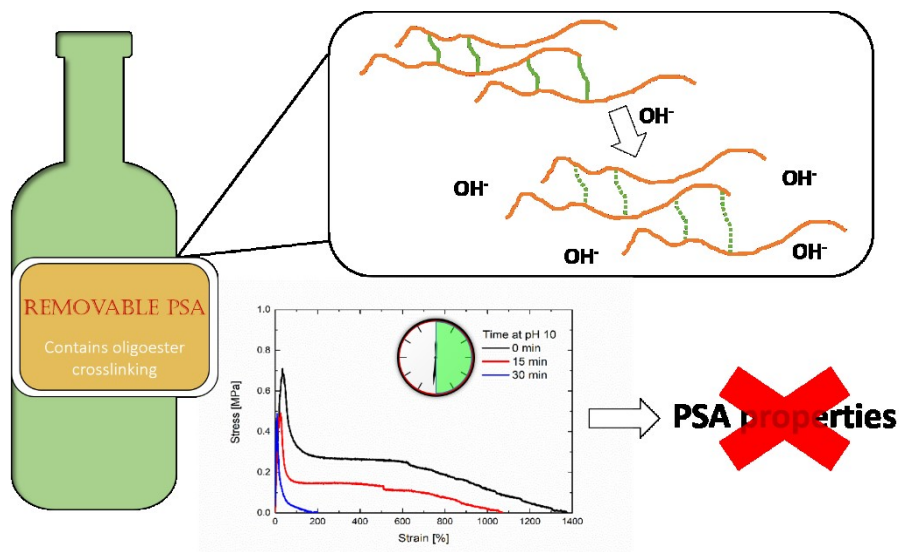 REMOVABLE PSA
Contains oligoester
crosslinking
OH-
OH-
OH-
OH-
OH-
Time at pH 10
0 min
15 min
30 min
Stress [MPa]
1.0
0.8
0.6
0.4
0.2
0.0
0 200 400 600 800 1000 1200 1400
Strain [%]
PSA properties